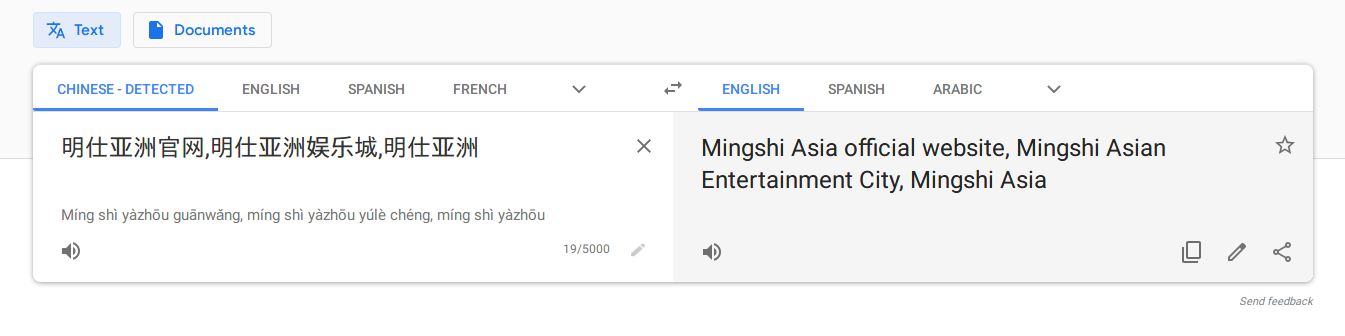 Text Documents
CHINESE - DETECTED ENGLISH SPANISH FRENCH ENGLISH SPANISH ARABIC
明仕亚洲官网,明仕亚洲娱乐城,明仕亚洲
Míng shì yàzhōu guānwǎng, míng shì yàzhōu yúlè chéng, míng shì yàzhōu
19/5000
Mingshi Asia official website, Mingshi Asian
Entertainment City, Mingshi Asia
Send feedback